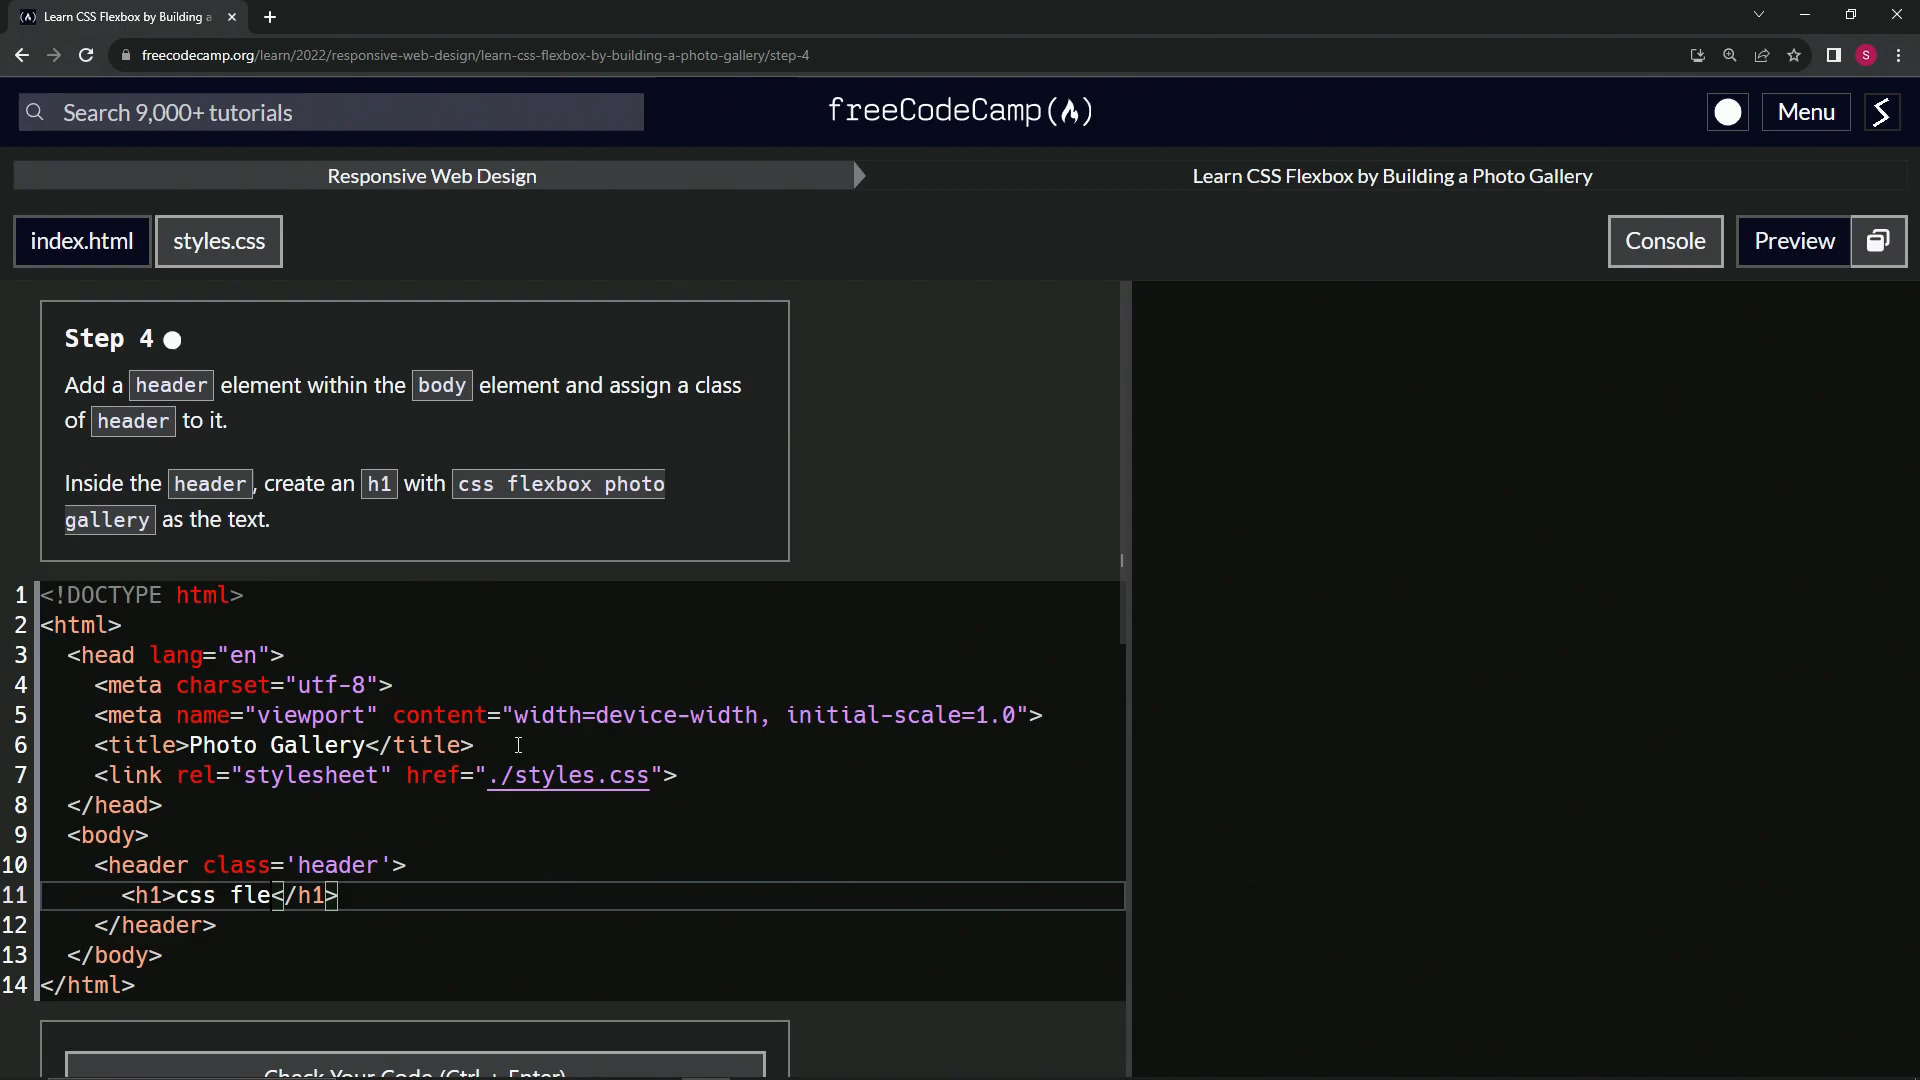 Learn CSS Flexbox by Building a
freecodecamp.org/learn/2022/responsive-web-design/learn-css-flexbox-by-building-a-photo-gallery/step-4
S
Search 9,000+ tutorials
freeCodeCamp(
)
Menu
Responsive Web Design
Learn CSS Flexbox by Building a Photo Gallery
index.html
styles.css
Console
Preview
Step 4
Add a header element within the body element and assign a class
of header to it.
Inside the header, create an h1 with css flexbox photo
gallery as the text.
1 <!DOCTYPE html>
2 <html>
3 <head lang="en">
4 <meta charset="utf-8">
5 <meta name="viewport" content="width=device-width, initial-scale=1.0">
6 <title>Photo Gallery</title>
7 <link rel="stylesheet" href="./styles.css">
8 </head>
9 <body>
10 <header class='header'>
11 <h1>css fle</h1>
12 </header>
13 </body>
14 </html>
Check Your Code (Ctrl + Enter)